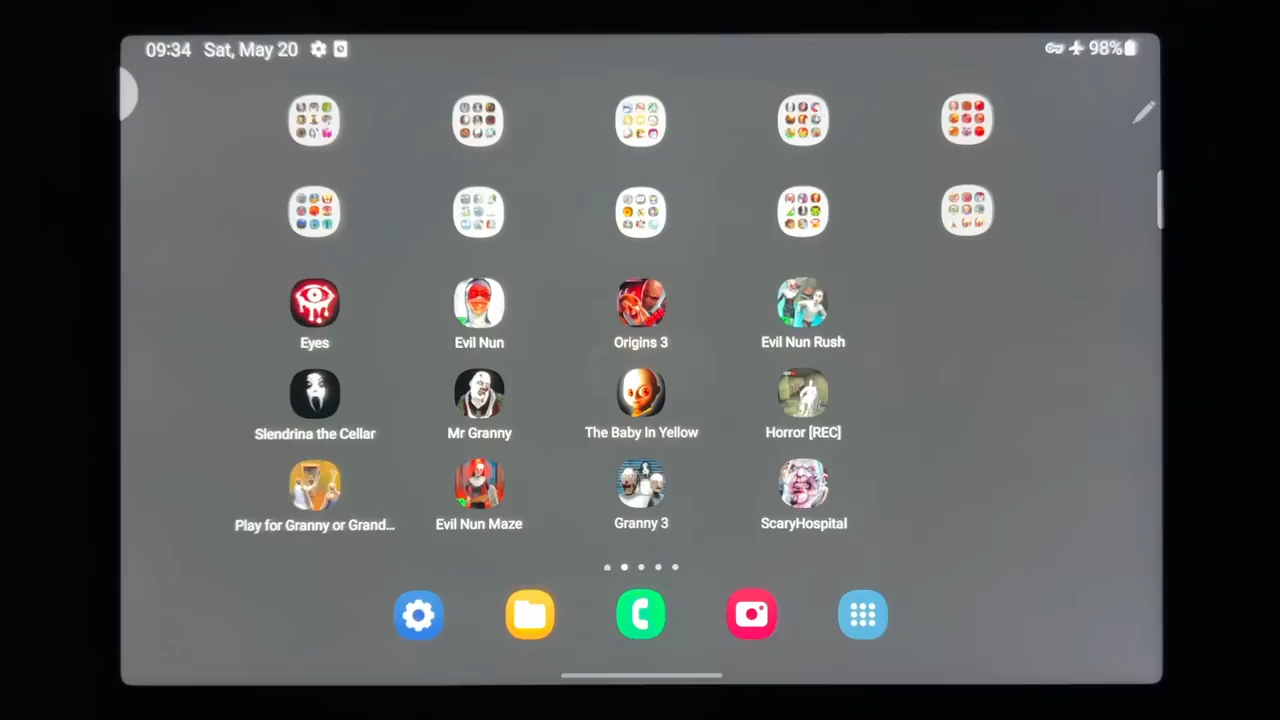 09:34 Sat, May 20 98%
Eyes Evil Nun Origins 3 Evil Nun Rush
Slendrina the Cellar Mr Granny The Baby In Yellow Horror [REC]
Play for Granny or Grand... Evil Nun Maze Granny 3 ScaryHospital